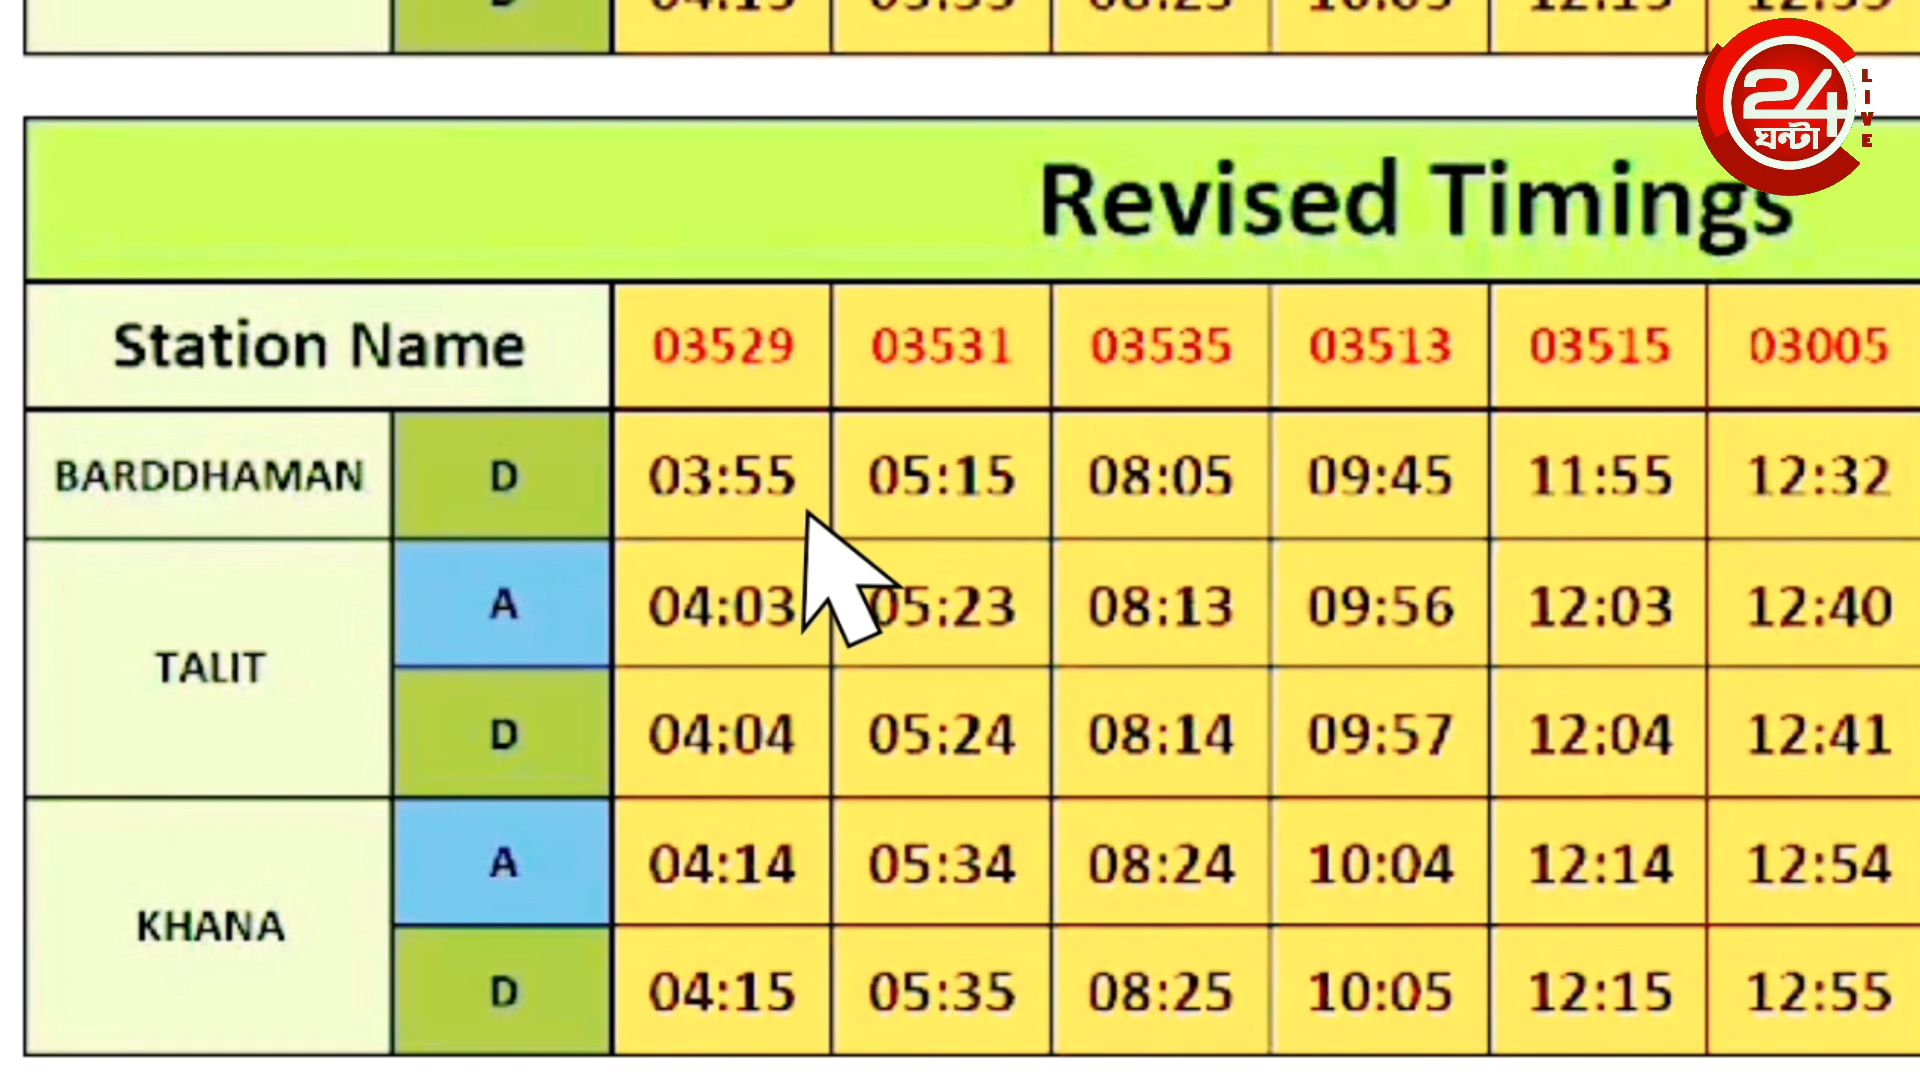 24
ঘন্টা
LIVE
Revised Timings
Station Name 03529 03531 03535 03513 03515 03005
BARDDHAMAN D 03:55 05:15 08:05 09:45 11:55 12:32
TALIT A 04:03 05:23 08:13 09:56 12:03 12:40
D 04:04 05:24 08:14 09:57 12:04 12:41
KHANA A 04:14 05:34 08:24 10:04 12:14 12:54
D 04:15 05:35 08:25 10:05 12:15 12:55